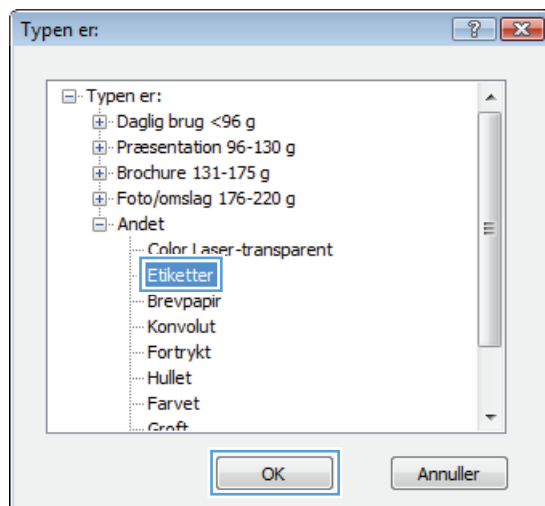 Typen er:
Typen er:
Daglig brug <96 g
Præsentation 96-130 g
Brochure 131-175 g
Foto/omslag 176-220 g
Andet
Color Laser-transparent
Etiketter
Brevpapir
Konvolut
Fortrykt
Hullet
Farvet
Groft
OK Annuller